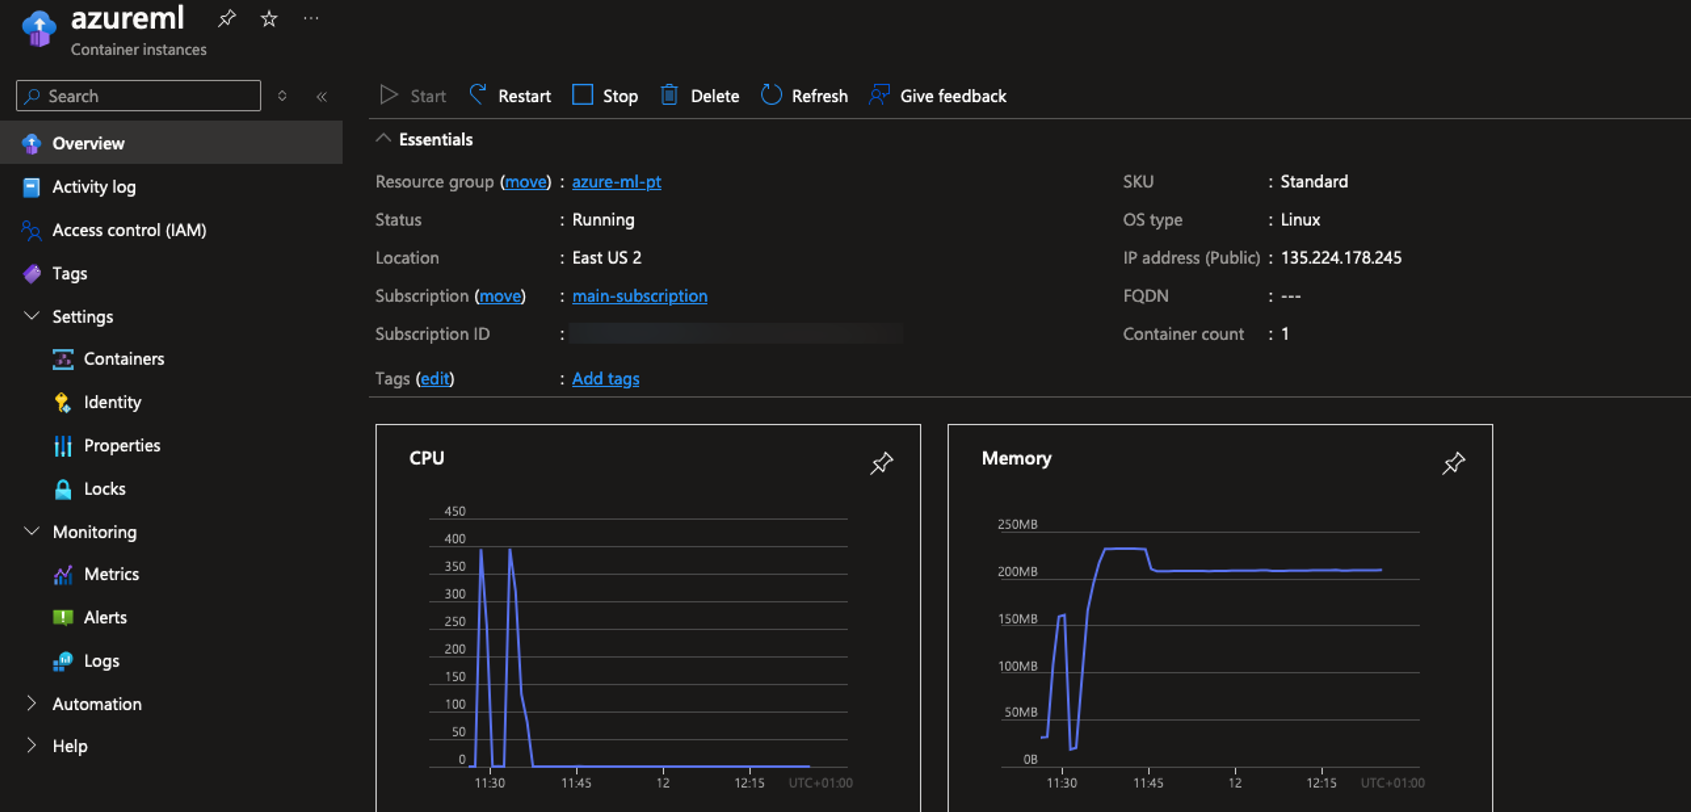 azureml
Container instances
Search
Start Restart Stop Delete Refresh Give feedback
Overview
Activity log
Access control (IAM)
Tags
Settings
Containers
Identity
Properties
Locks
Monitoring
Metrics
Alerts
Logs
Automation
Help
Essentials
Resource group (move) : azure-ml-pt
Status : Running
Location : East US 2
Subscription (move) : main-subscription
Subscription ID :
Tags (edit) : Add tags
SKU : Standard
OS type : Linux
IP address (Public) : 135.224.178.245
FQDN : ---
Container count : 1
CPU
450
400
350
300
250
200
150
100
50
0
11:30 11:45 12 12:15 UTC+01:00
Memory
250MB
200MB
150MB
100MB
50MB
0B
11:30 11:45 12 12:15 UTC+01:00